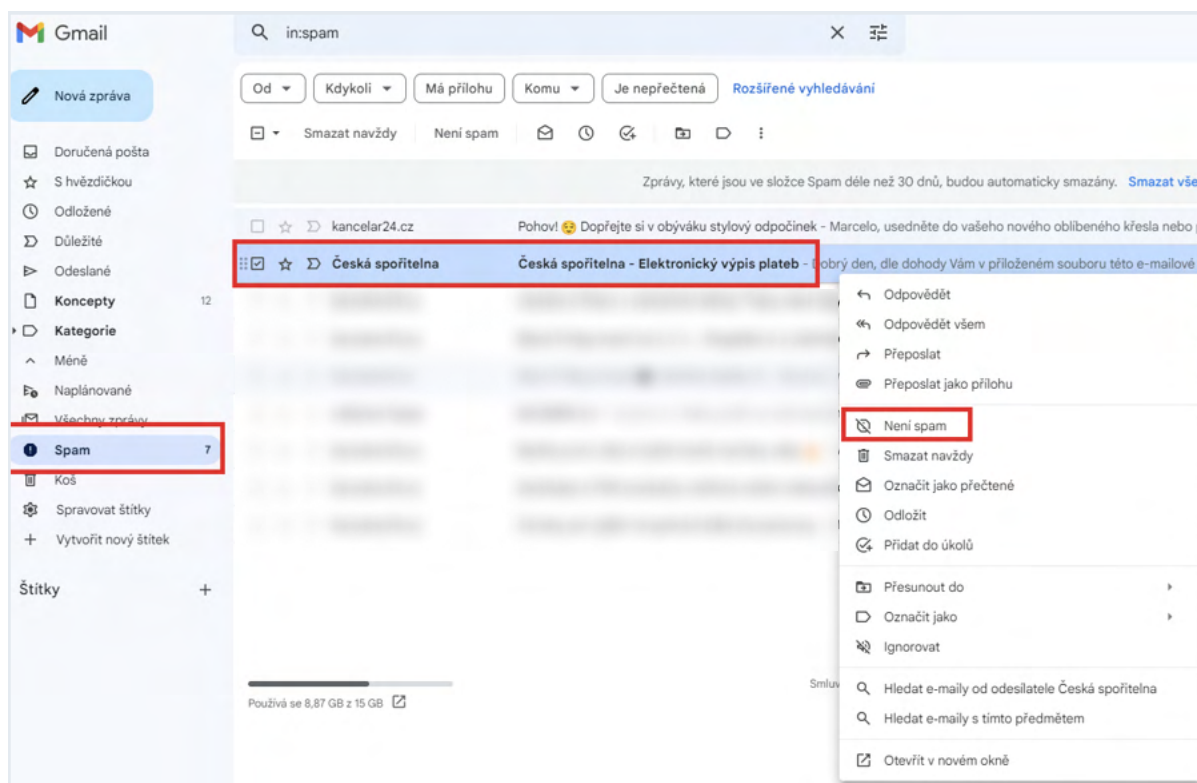 Gmail
in:spam
Nová zpráva
Od
Kdykoli
Má přílohu
Komu
Je nepřečtená
Rozšířené vyhledávání
Smazat navždy
Není spam
Doručená pošta
S hvězdičkou
Odložené
Důležité
Odeslané
Koncepty 12
Kategorie
Méně
Naplánované
Všechny zprávy
Spam 7
Koš
Spravovat štítky
Vytvořit nový štítek
Štítky
Zprávy, které jsou ve složce Spam déle než 30 dnů, budou automaticky smazány. Smazat vše
kancelar24.cz Pohov! 😌 Dopřejte si v obýváku stylový odpočinek - Marcelo, usedněte do vašeho nového oblíbeného křesla nebo
Česká spořitelna Česká spořitelna - Elektronický výpis plateb - Dobrý den, dle dohody Vám v přiloženém souboru této e-mailové
Odpovědět
Odpovědět všem
Přeposlat
Přeposlat jako přílohu
Není spam
Smazat navždy
Označit jako přečtené
Odložit
Přidat do úkolů
Přesunout do
Označit jako
Ignorovat
Hledat e-maily od odesílatele Česká spořitelna
Hledat e-maily s tímto předmětem
Otevřít v novém okně
Používá se 8,87 GB z 15 GB
Smluv